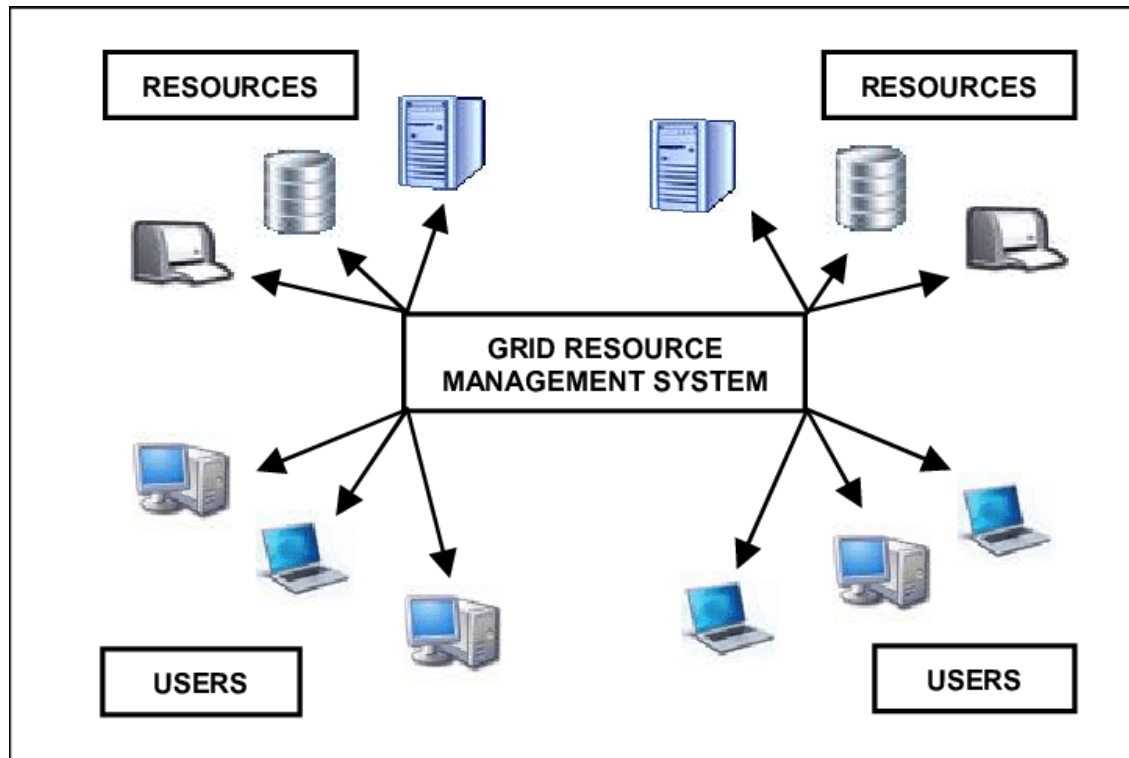 RESOURCES
RESOURCES
GRID RESOURCE
MANAGEMENT SYSTEM
USERS
USERS